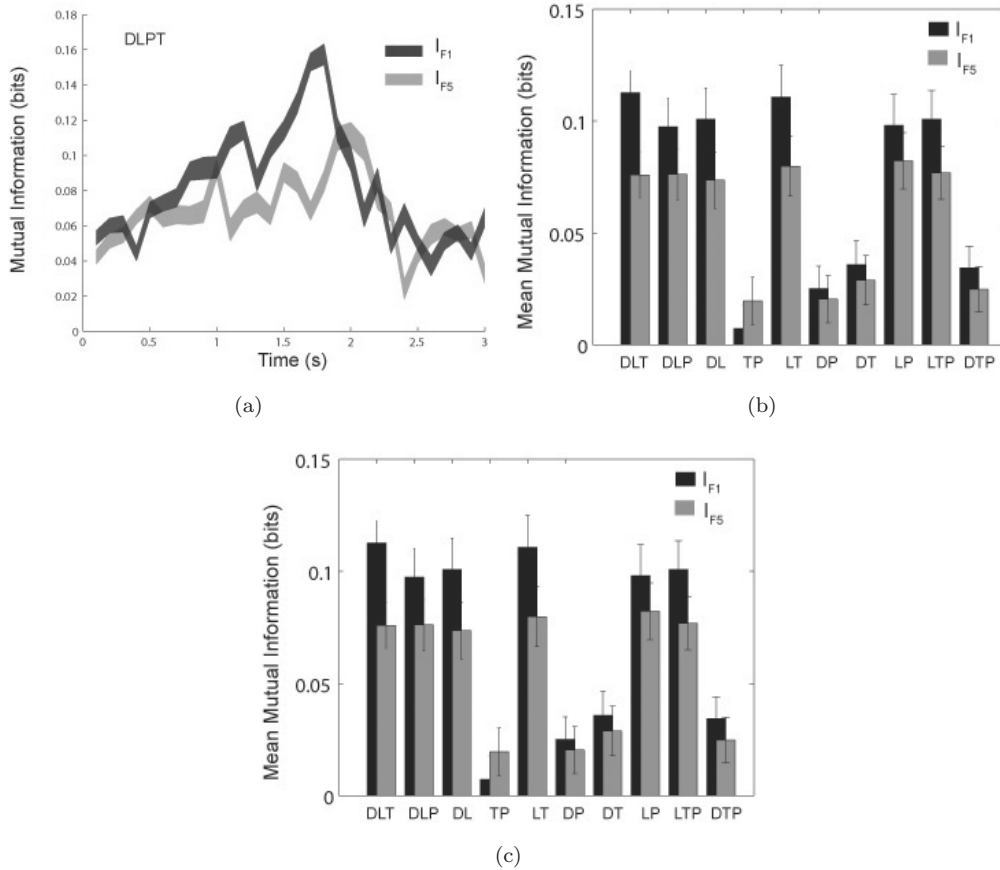 DLPT
I_F1
I_F5
Mutual Information (bits)
0.18
0.16
0.14
0.12
0.1
0.08
0.06
0.04
0.02
0
0 0.5 1 1.5 2 2.5 3
Time (s)
(a)
I_F1
I_F5
Mean Mutual Information (bits)
0.15
0.1
0.05
0
DLT DLP DL TP LT DP DT LP LTP DTP
(b)
I_F1
I_F5
Mean Mutual Information (bits)
0.15
0.1
0.05
0
DLT DLP DL TP LT DP DT LP LTP DTP
(c)